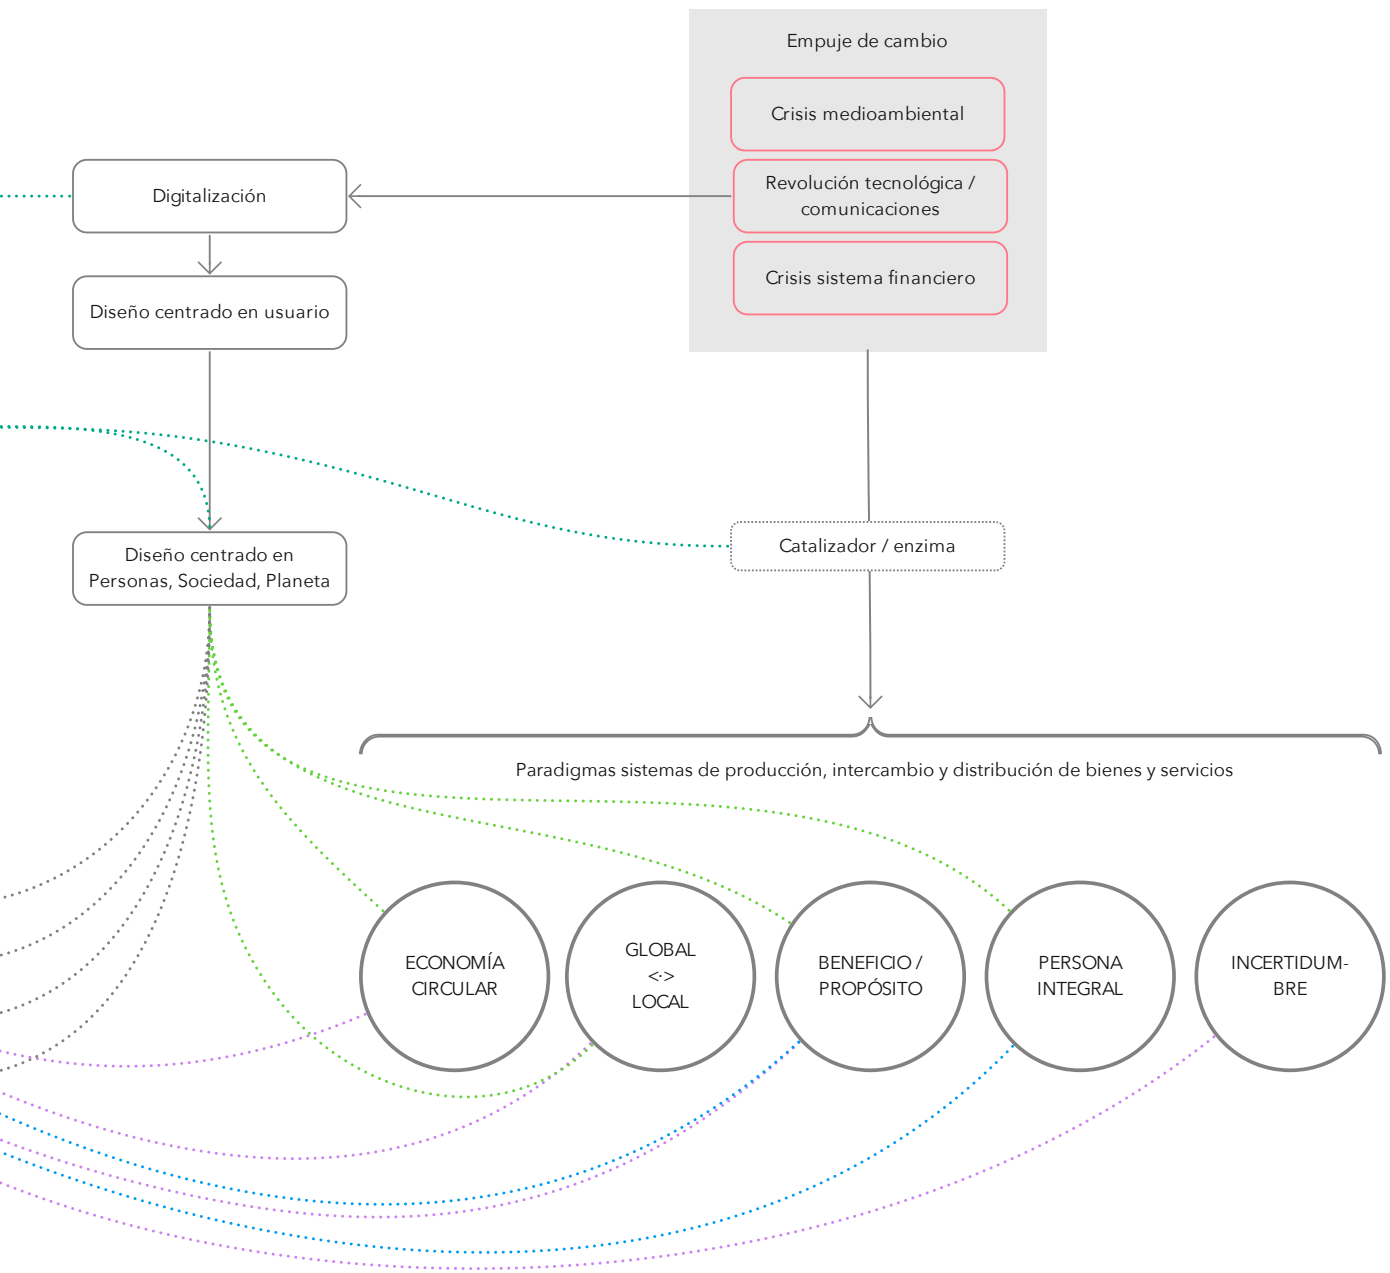 Empuje de cambio
Crisis medioambiental
Revolución tecnológica /
comunicaciones
Crisis sistema financiero
Digitalización
Diseño centrado en usuario
Diseño centrado en
Personas, Sociedad, Planeta
Catalizador / enzima
Paradigmas sistemas de producción, intercambio y distribución de bienes y servicios
ECONOMÍA
CIRCULAR
GLOBAL
<·>
LOCAL
BENEFICIO /
PROPÓSITO
PERSONA
INTEGRAL
INCERTIDUM-
BRE